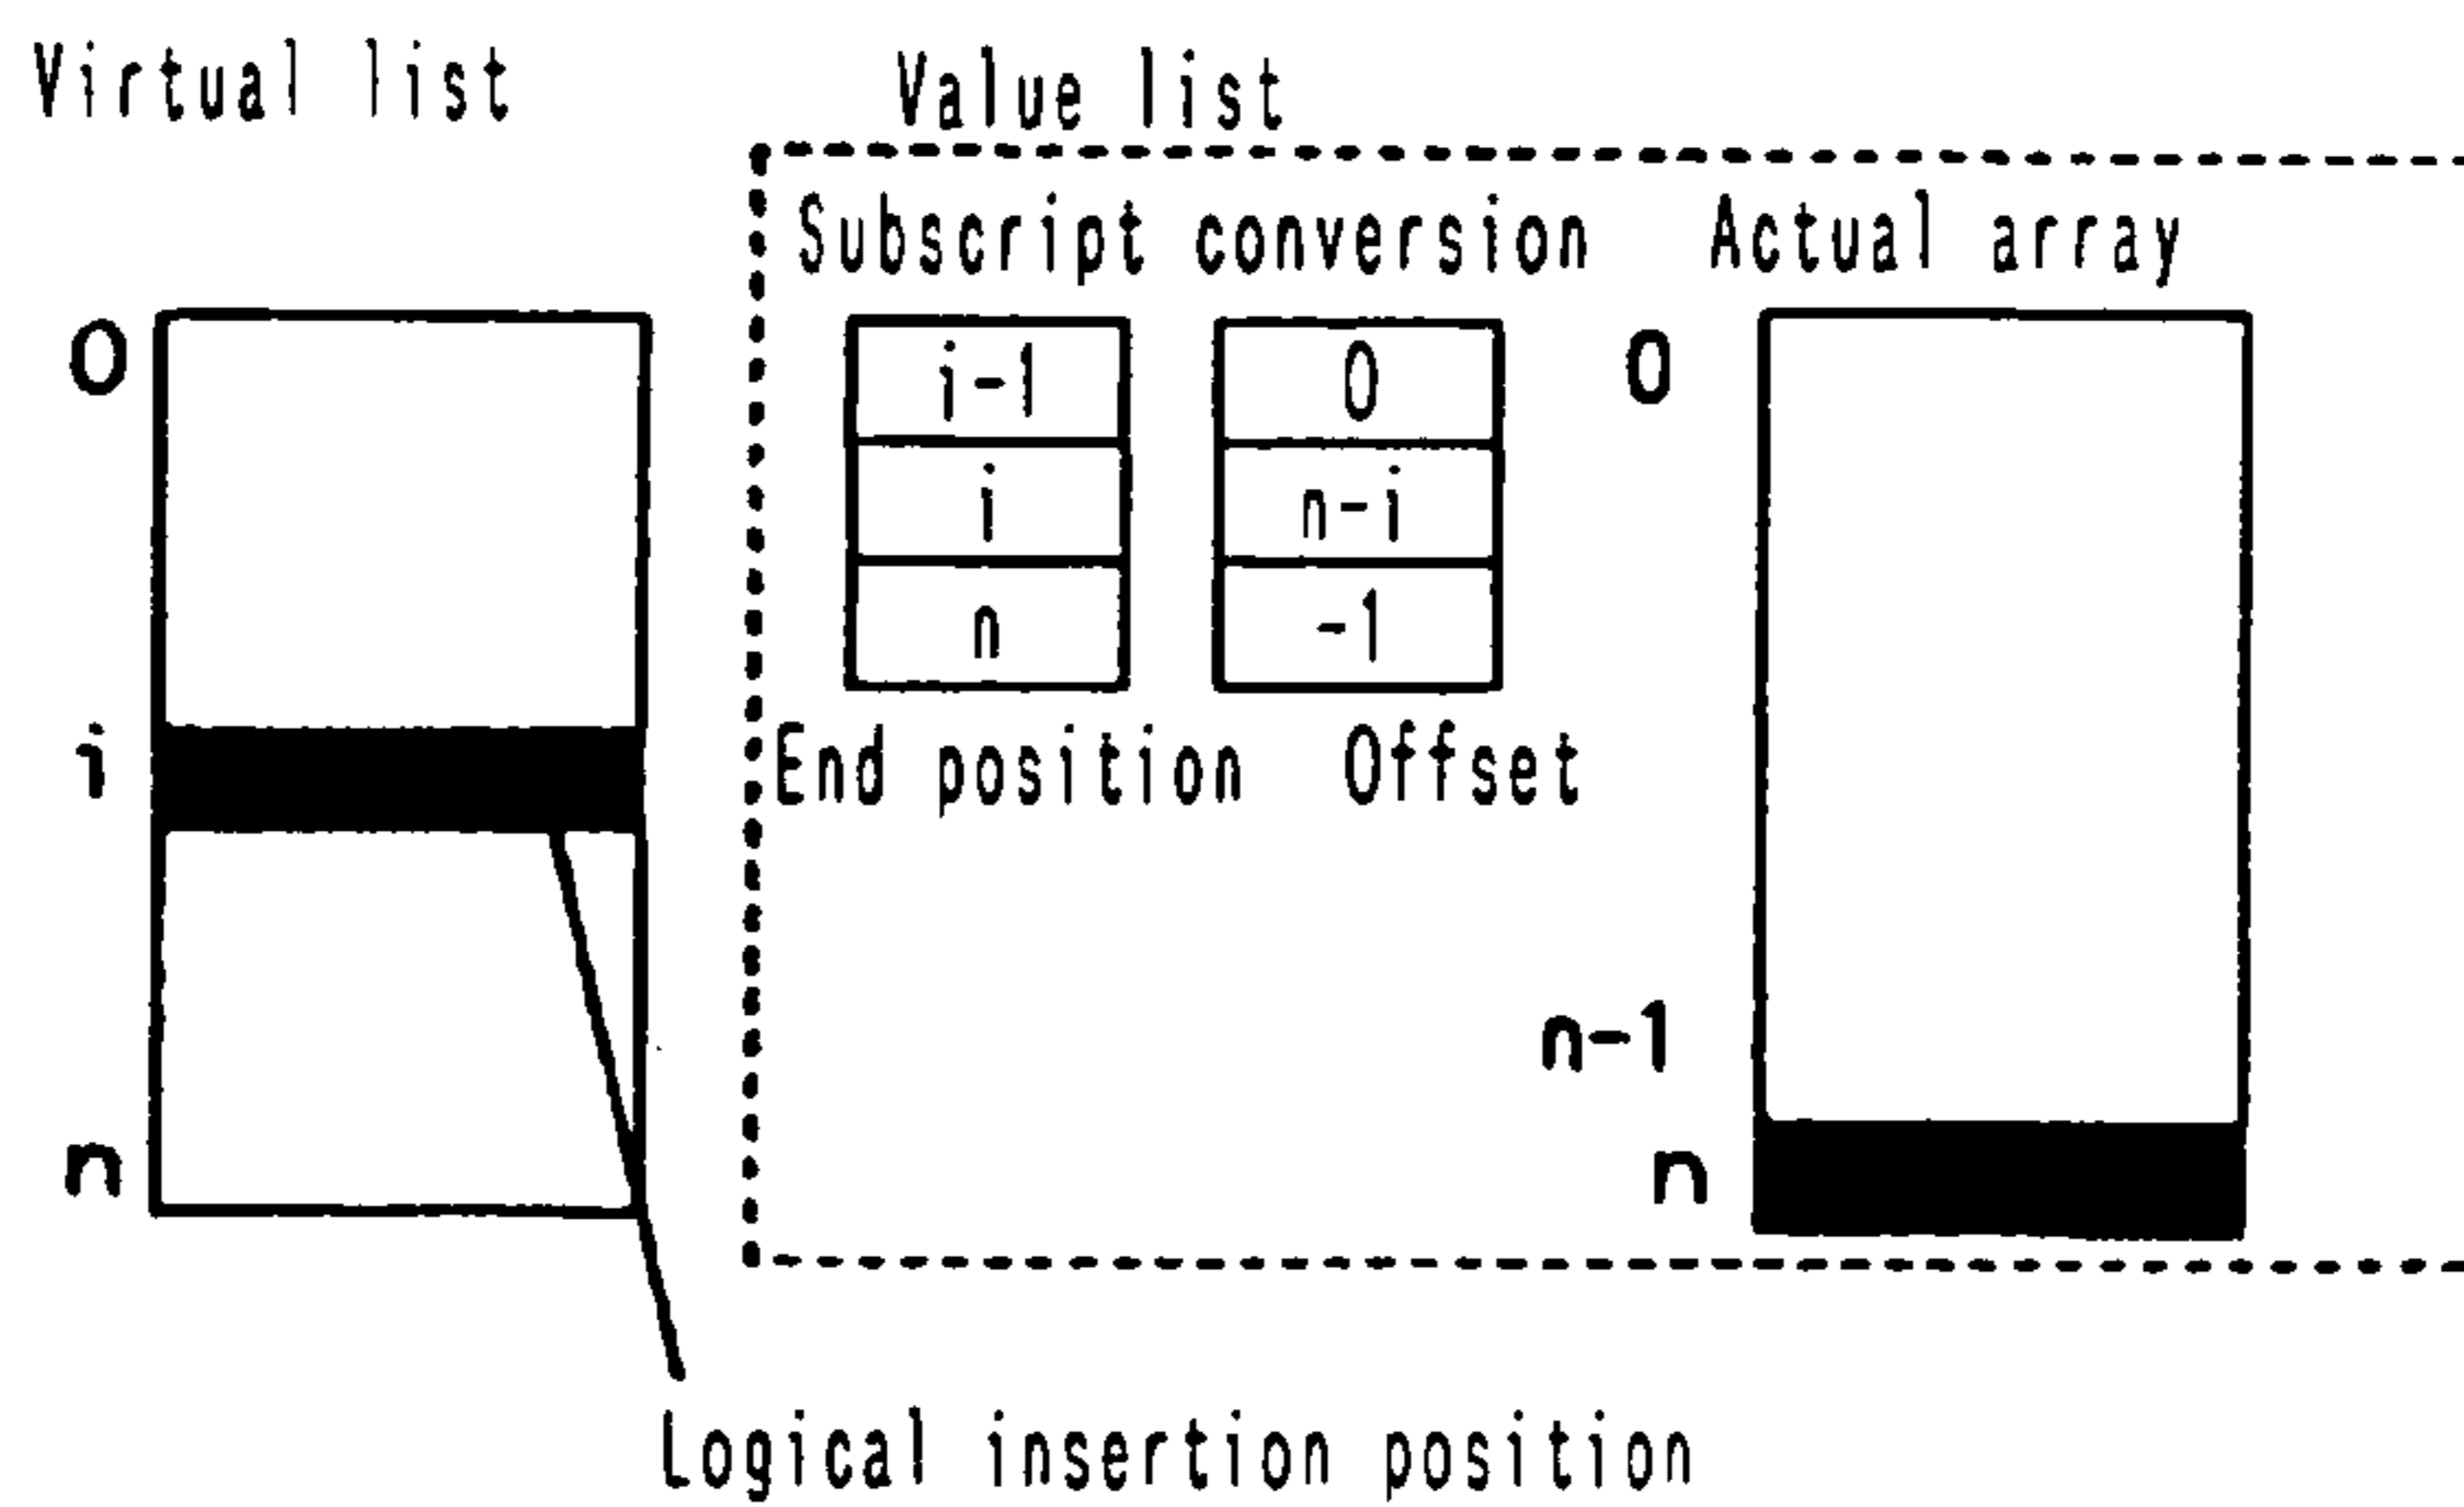 Virtual list
Value list
Subscript conversion
Actual array
0
i-1
0
0
i
n-i
n
-1
i
End position
Offset
n-1
n
n
Logical insertion position